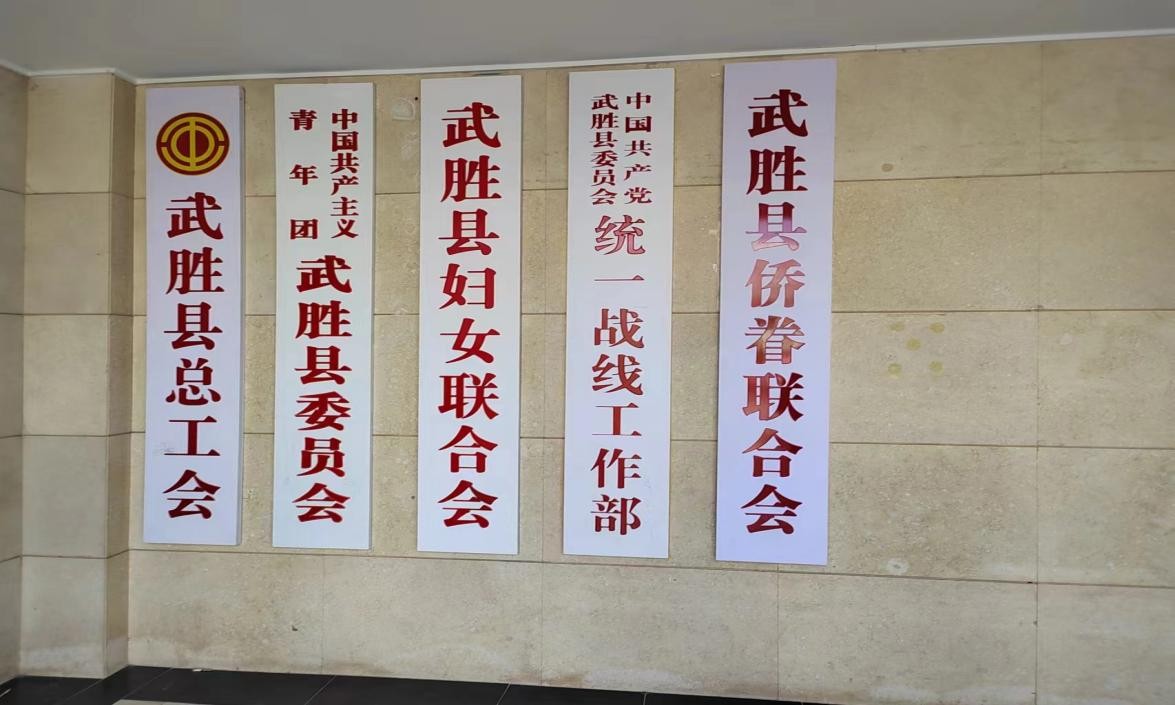 武胜县总工会
中国共产主义
青年团
武胜县委员会
武胜县妇女联合会
中国共产党
武胜县委员会
统一战线工作部
武胜县侨眷联合会